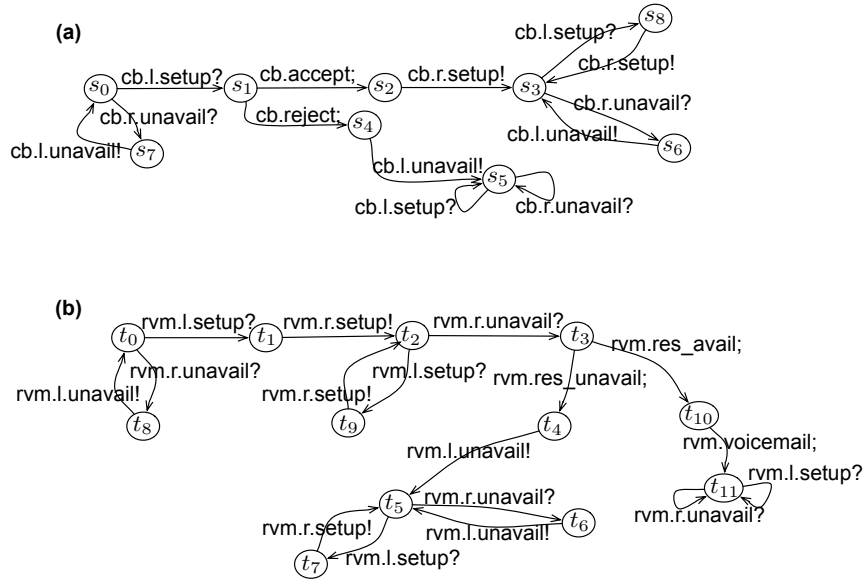 (a)
s8
cb.l.setup?
cb.r.setup!
s0
cb.l.setup?
s1
cb.accept;
s2
cb.r.setup!
s3
cb.r.unavail?
cb.reject;
s4
cb.r.unavail?
cb.l.unavail!
s7
cb.l.unavail!
s6
cb.l.unavail!
s5
cb.l.setup?
cb.r.unavail?
(b)
t0
rvm.l.setup?
t1
rvm.r.setup!
t2
rvm.r.unavail?
t3
rvm.res_avail;
rvm.r.unavail?
rvm.l.setup?
rvm.res_unavail;
rvm.l.unavail!
rvm.r.setup!
t8
t9
t4
t10
rvm.l.unavail!
rvm.voicemail;
t11
rvm.l.setup?
rvm.r.unavail?
t5
rvm.r.unavail?
t6
rvm.r.setup!
rvm.l.unavail!
t7
rvm.l.setup?